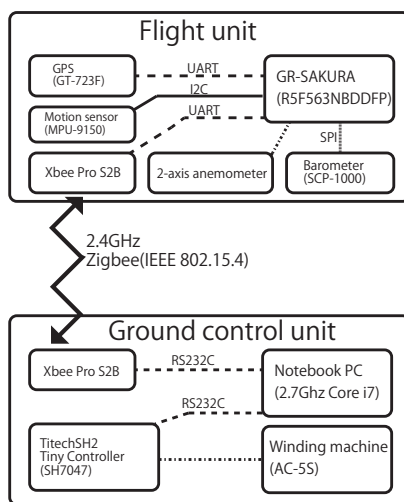 Flight unit
GPS
(GT-723F)
UART
GR-SAKURA
(R5F563NBDDFP)
I2C
Motion sensor
(MPU-9150)
UART
SPI
Xbee Pro S2B
2-axis anemometer
Barometer
(SCP-1000)
2.4GHz
Zigbee(IEEE 802.15.4)
Ground control unit
Xbee Pro S2B
RS232C
Notebook PC
(2.7Ghz Core i7)
RS232C
TitechSH2
Tiny Controller
(SH7047)
Winding machine
(AC-5S)